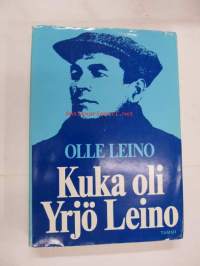 OLLE LEINO
Kuka oli
Yrjö Leino
TAMMI